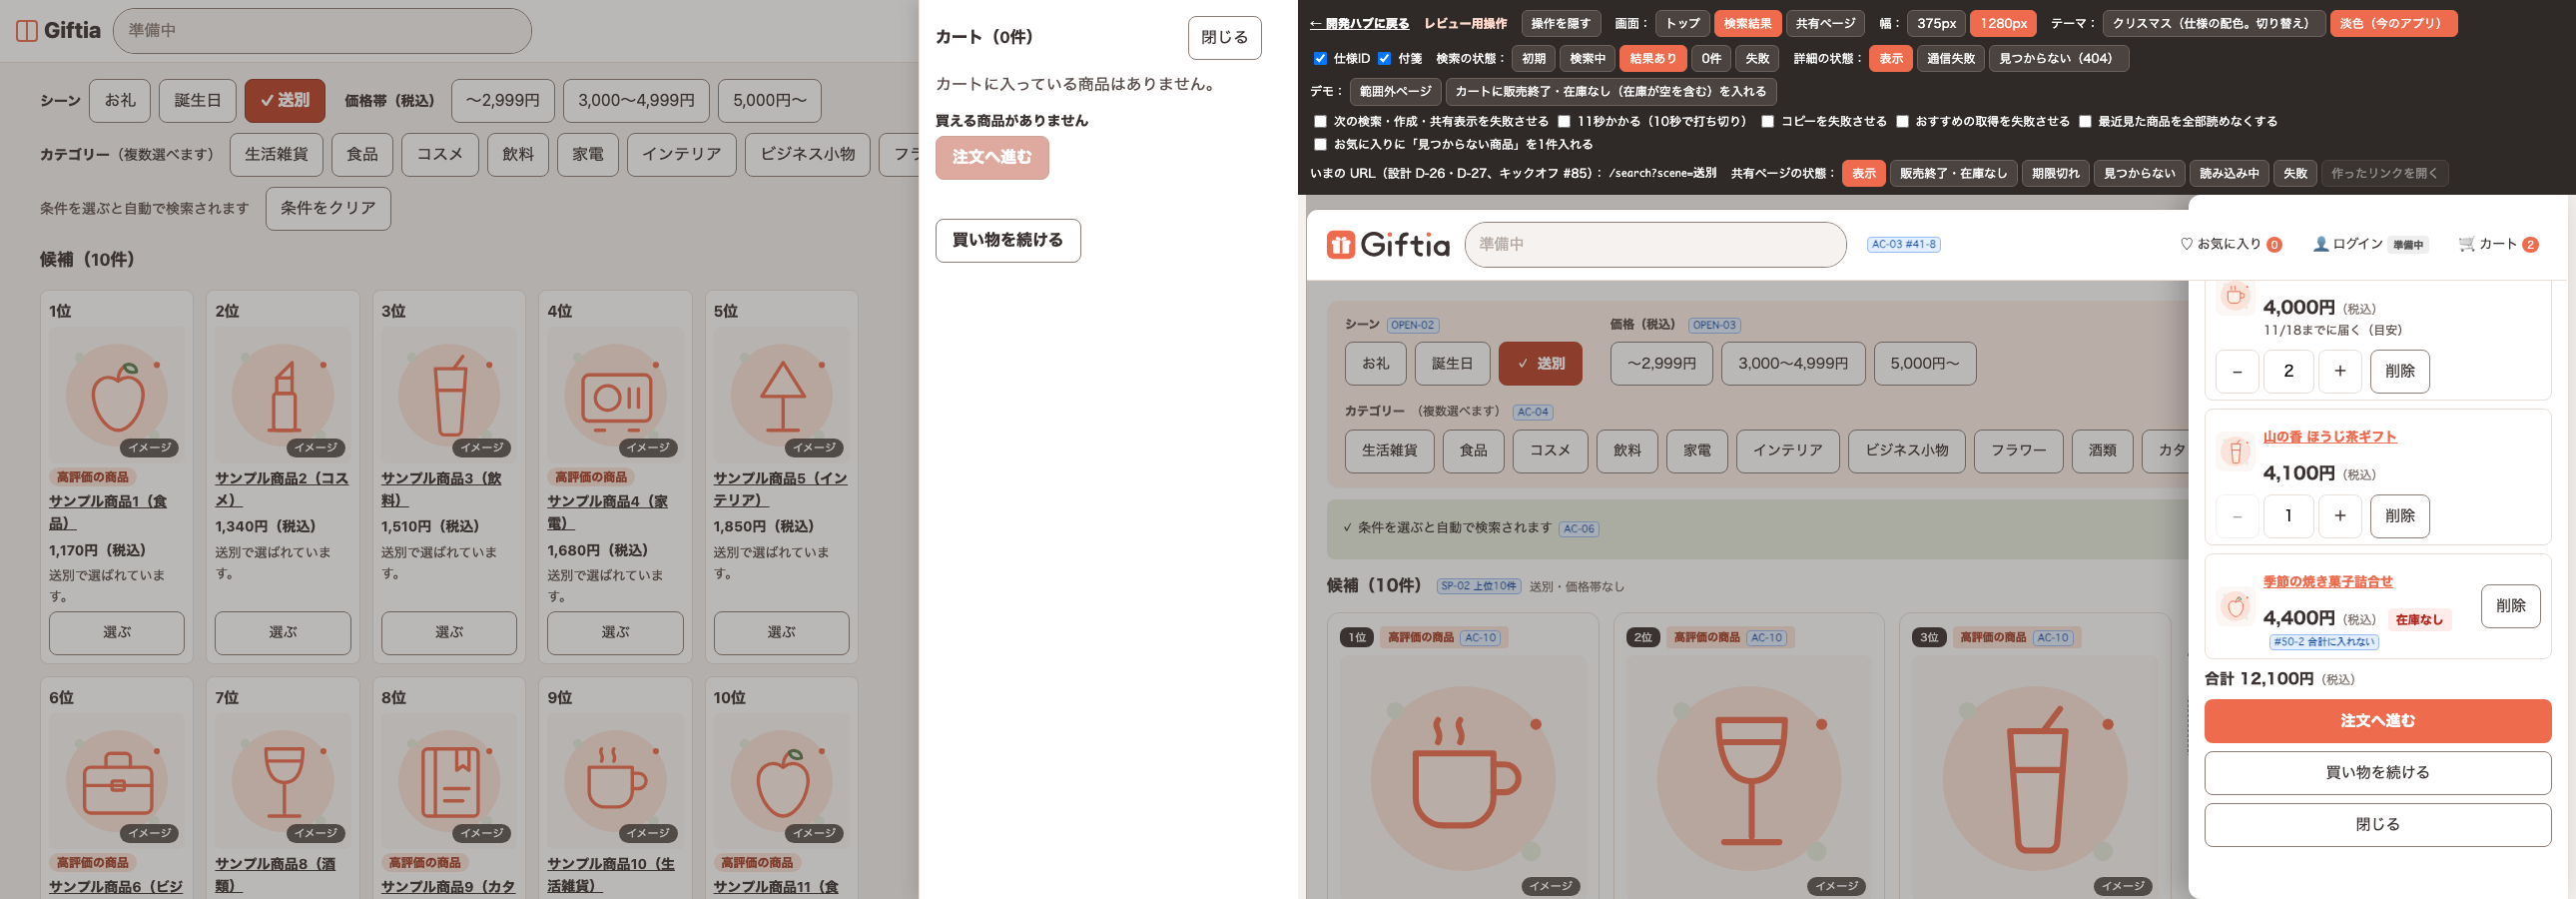 Giftia
準備中
シーン お礼 誕生日 ✓送別 価格帯（税込） 〜2,999円 3,000〜4,999円 5,000円〜
カテゴリー（複数選べます） 生活雑貨 食品 コスメ 飲料 家電 インテリア ビジネス小物 フラ
条件を選ぶと自動で検索されます 条件をクリア
候補（10件）
1位
イメージ
高評価の商品
サンプル商品1（食
品）
1,170円（税込）
送別で選ばれていま
す。
選ぶ
2位
イメージ
サンプル商品2（コス
メ）
1,340円（税込）
送別で選ばれていま
す。
選ぶ
3位
イメージ
サンプル商品3（飲
料）
1,510円（税込）
送別で選ばれていま
す。
選ぶ
4位
イメージ
高評価の商品
サンプル商品4（家
電）
1,680円（税込）
送別で選ばれていま
す。
選ぶ
5位
イメージ
サンプル商品5（イン
テリア）
1,850円（税込）
送別で選ばれていま
す。
選ぶ
6位
イメージ
高評価の商品
サンプル商品6（ビジ
7位
イメージ
サンプル商品8（酒
類）
8位
イメージ
高評価の商品
サンプル商品9（カタ
9位
イメージ
サンプル商品10（生
活雑貨）
10位
イメージ
高評価の商品
サンプル商品11（食
カート（0件） 閉じる
カートに入っている商品はありません。
買える商品がありません
注文へ進む
買い物を続ける
← 開発ハブに戻る レビュー用操作 操作を隠す 画面： トップ 検索結果 共有ページ 幅： 375px 1280px テーマ： クリスマス（仕様の配色。切り替え） 淡色（今のアプリ）
仕様ID 付箋 検索の状態： 初期 検索中 結果あり 0件 失敗 詳細の状態： 表示 通信失敗 見つからない（404）
デモ： 範囲外ページ カートに販売終了・在庫なし（在庫が空を含む）を入れる
次の検索・作成・共有表示を失敗させる 11秒かかる（10秒で打ち切り） コピーを失敗させる おすすめの取得を失敗させる 最近見た商品を全部読めなくする
お気に入りに「見つからない商品」を1件入れる
いまの URL（設計 D-26・D-27、キックオフ #85）： /search?scene=送別 共有ページの状態： 表示 販売終了・在庫なし 期限切れ 見つからない 読み込み中 失敗 作ったリンクを開く
Giftia 準備中 AC-03 #41-8 ♡ お気に入り 0 ログイン 準備中 カート 2
シーン OPEN-02 価格（税込） OPEN-03
お礼 誕生日 ✓ 送別 〜2,999円 3,000〜4,999円 5,000円〜
カテゴリー （複数選べます） AC-04
生活雑貨 食品 コスメ 飲料 家電 インテリア ビジネス小物 フラワー 酒類 カタ
✓ 条件を選ぶと自動で検索されます AC-06
候補（10件） SP-02 上位10件 送別・価格帯なし
1位 高評価の商品 AC-10
イメージ
2位 高評価の商品 AC-10
イメージ
3位 高評価の商品 AC-10
イメージ
4,000円（税込）
11/18までに届く（目安）
− 2 + 削除
山の香 ほうじ茶ギフト
4,100円（税込）
− 1 + 削除
季節の焼き菓子詰合せ
4,400円（税込） 在庫なし 削除
#50-2 合計に入れない
合計 12,100円（税込）
注文へ進む
買い物を続ける
閉じる